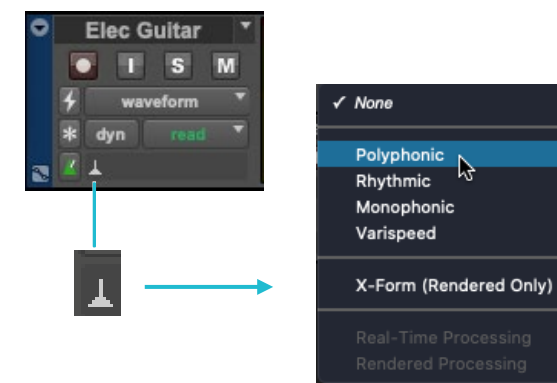 Elec Guitar
I S M
waveform
dyn read
✓ None
Polyphonic
Rhythmic
Monophonic
Varispeed
X-Form (Rendered Only)
Real-Time Processing
Rendered Processing